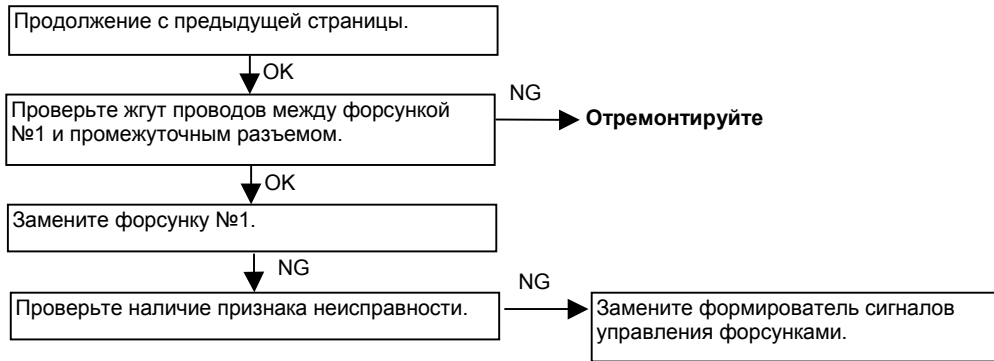 Продолжение с предыдущей страницы.
OK
NG
Проверьте жгут проводов между форсункой
№1 и промежуточным разъемом.
Отремонтируйте
OK
Замените форсунку №1.
NG
NG
Проверьте наличие признака неисправности.
Замените формирователь сигналов
управления форсунками.